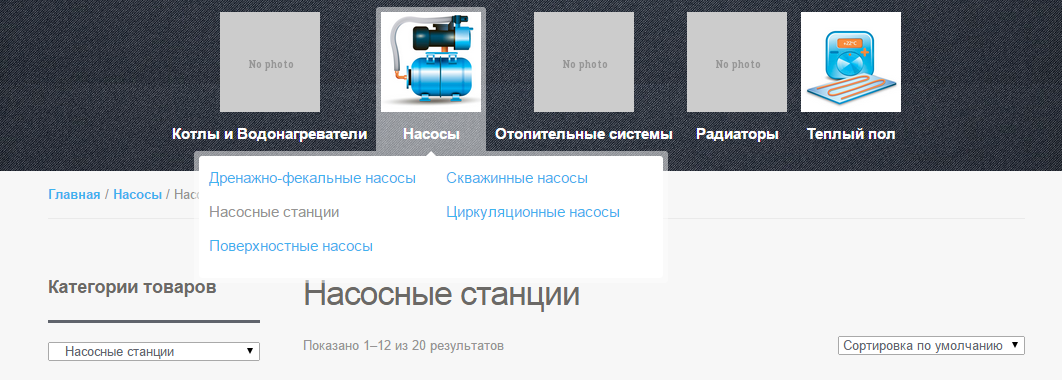 No photo
No photo
No photo
+22°C
Котлы и Водонагреватели
Насосы
Отопительные системы
Радиаторы
Теплый пол
Дренажно-фекальные насосы
Скважинные насосы
Насосные станции
Циркуляционные насосы
Поверхностные насосы
Главная / Насосы / Насо
Категории товаров
Насосные станции
Насосные станции
Показано 1–12 из 20 результатов
Сортировка по умолчанию